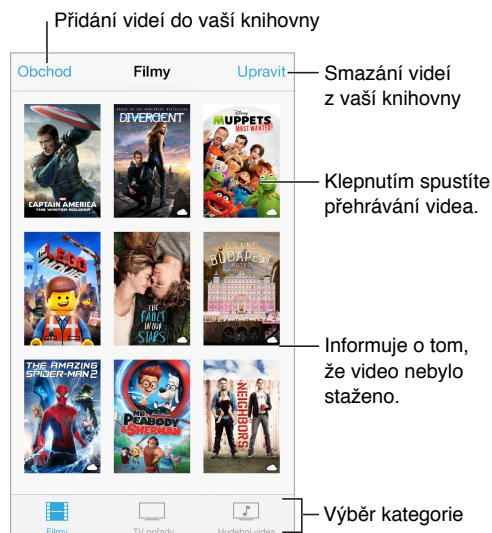 Přidání videí do vaší knihovny
Obchod
Filmy
Upravit
Smazání videí
z vaší knihovny
CAPTAIN AMERICA
THE WINTER SOLDIER
DIVERGENT
Disney
MUPPETS
MOST WANTED
Klepnutím spustíte
přehrávání videa.
THE LEGO
MOVIE
THE
FAULT
IN OUR
STARS
GRAND
BUDAPEST
HOTEL
Informuje o tom,
že video nebylo
staženo.
THE AMAZING
SPIDER-MAN 2
MR.
PEABODY
& SHERMAN
NEIGHBORS
Filmy
TV pořady
Hudební videa
Výběr kategorie